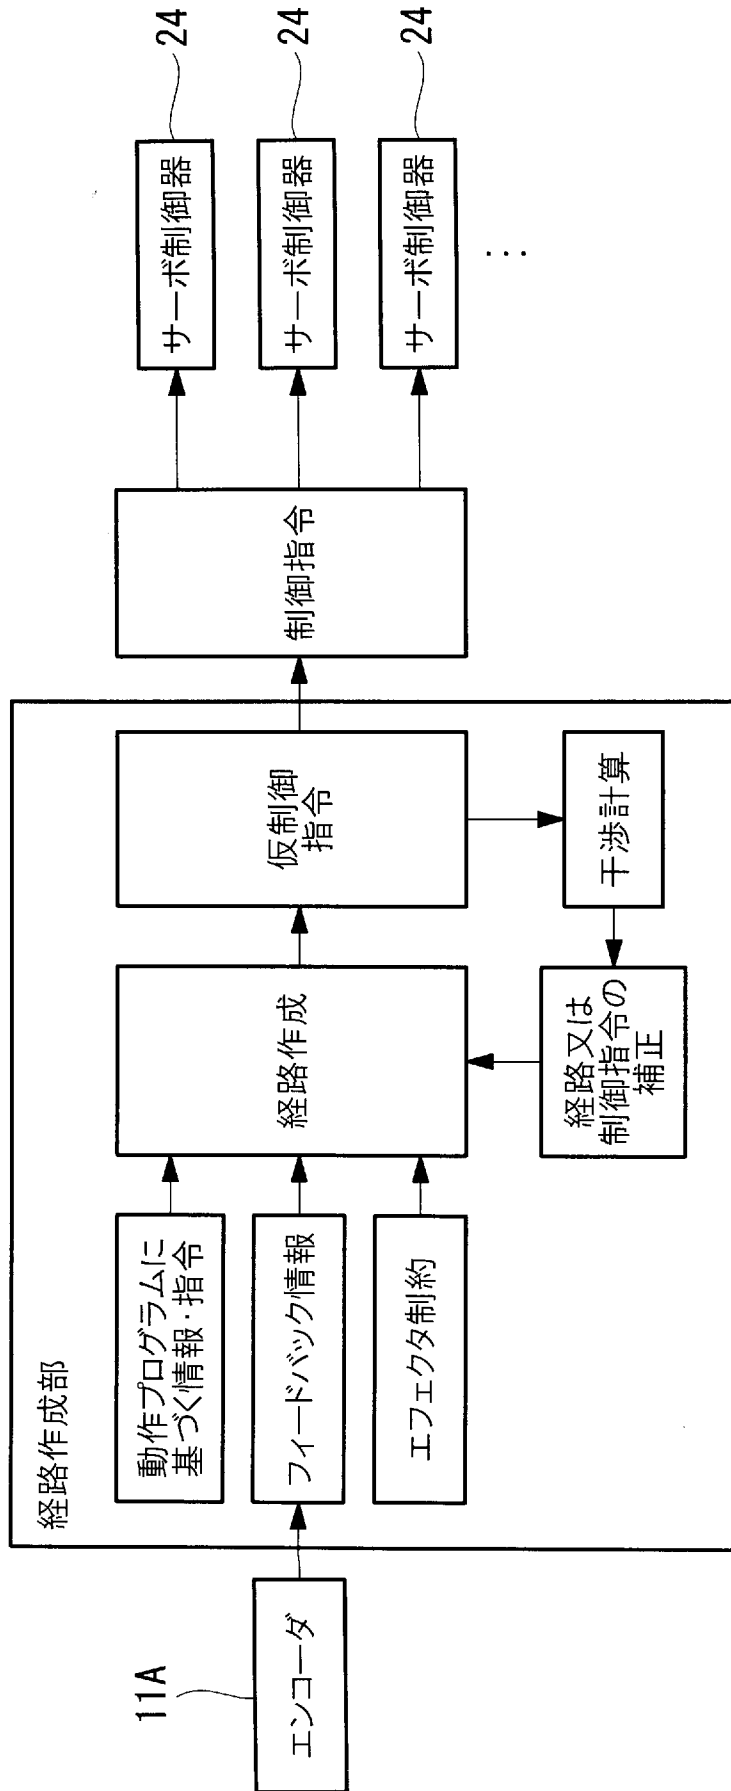 経路作成部
11A
エンコーダ
動作プログラムに
基づく情報・指令
フィードバック情報
エフェクタ制約
経路作成
経路又は
制御指令の
補正
仮制御
指令
干渉計算
制御指令
サーボ制御器
24
サーボ制御器
24
サーボ制御器
24
...